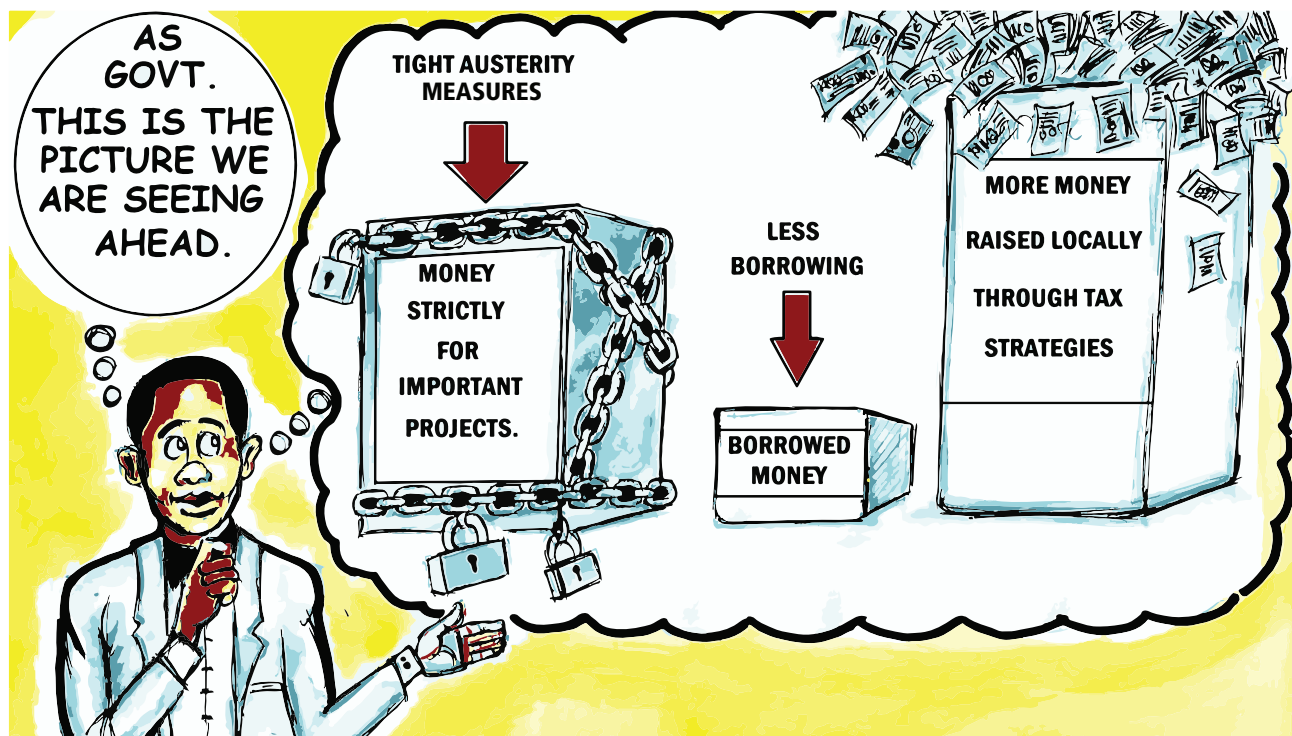 AS
GOVT.
THIS IS THE
PICTURE WE
ARE SEEING
AHEAD.
TIGHT AUSTERITY
MEASURES
MONEY
STRICTLY
FOR
IMPORTANT
PROJECTS.
LESS
BORROWING
BORROWED
MONEY
MORE MONEY
RAISED LOCALLY
THROUGH TAX
STRATEGIES